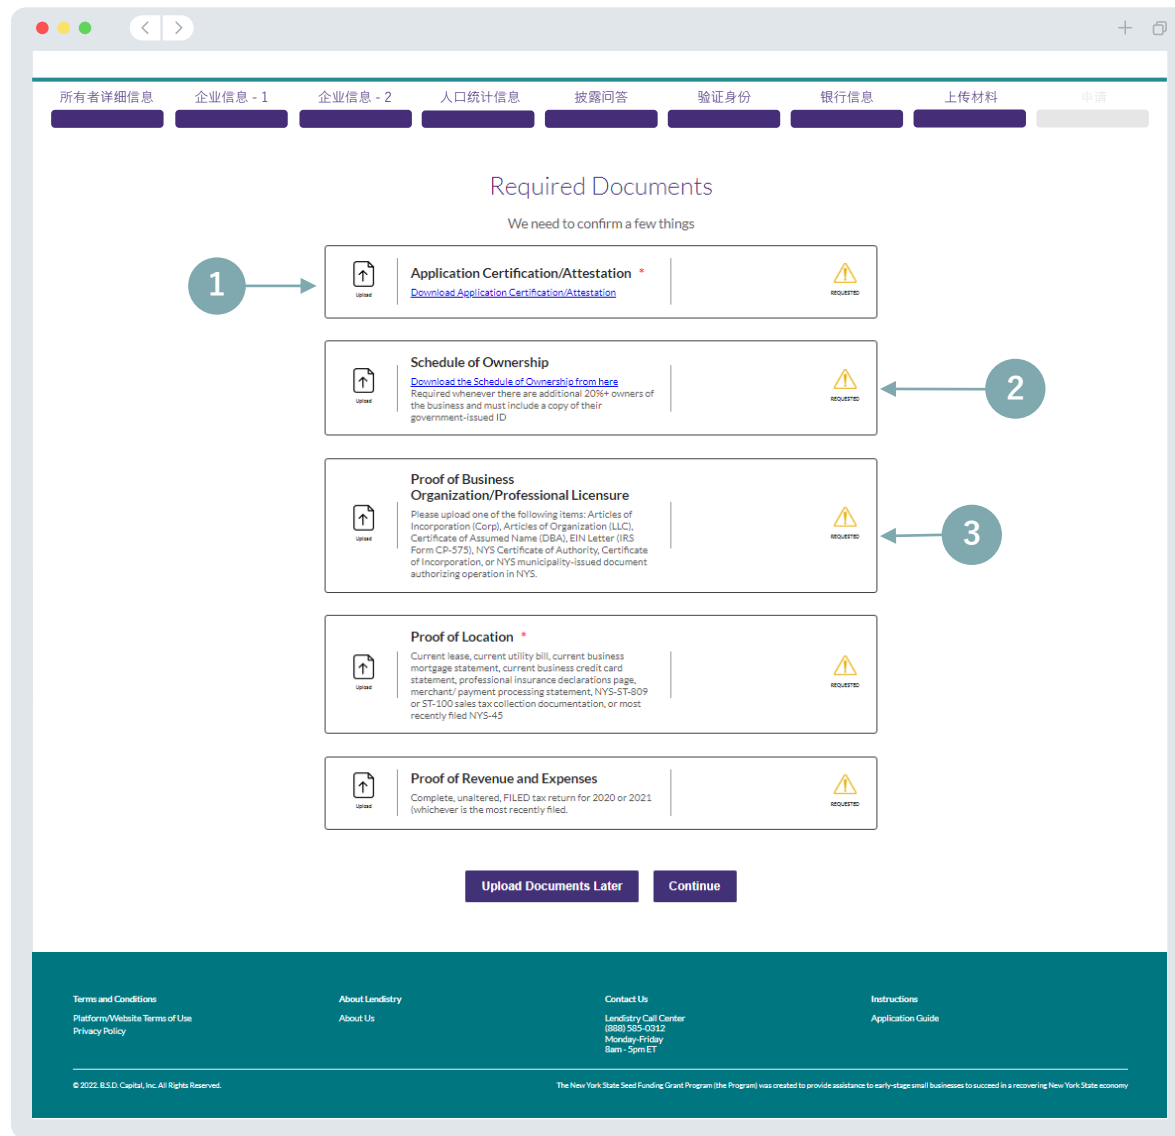 所有者详细信息 企业信息 - 1 企业信息 - 2 人口统计信息 披露问答 验证身份 银行信息 上传材料 申请
Required Documents
We need to confirm a few things
1
Upload
Application Certification/Attestation *
Download Application Certification/Attestation
REQUESTED
Upload
Schedule of Ownership
Download the Schedule of Ownership from here
Required whenever there are additional 20%+ owners of
the business and must include a copy of their
government-issued ID
REQUESTED
2
Upload
Proof of Business
Organization/Professional Licensure
Please upload one of the following items: Articles of
Incorporation (Corp), Articles of Organization (LLC),
Certificate of Assumed Name (DBA), EIN Letter (IRS
Form CP-575), NYS Certificate of Authority, Certificate
of Incorporation, or NYS municipality-issued document
authorizing operation in NYS.
REQUESTED
3
Upload
Proof of Location *
Current lease, current utility bill, current business
mortgage statement, current business credit card
statement, professional insurance declarations page,
merchant/ payment processing statement, NYS-ST-809
or ST-100 sales tax collection documentation, or most
recently filed NYS-45
REQUESTED
Upload
Proof of Revenue and Expenses
Complete, unaltered, FILED tax return for 2020 or 2021
(whichever is the most recently filed.
REQUESTED
Upload Documents Later
Continue
Terms and Conditions
Platform/Website Terms of Use
Privacy Policy
About Lendistry
About Us
Contact Us
Lendistry Call Center
(888) 585-0312
Monday-Friday
8am - 5pm ET
Instructions
Application Guide
© 2022. B.S.D. Capital, Inc. All Rights Reserved.
The New York State Seed Funding Grant Program (the Program) was created to provide assistance to early-stage small businesses to succeed in a recovering New York State economy